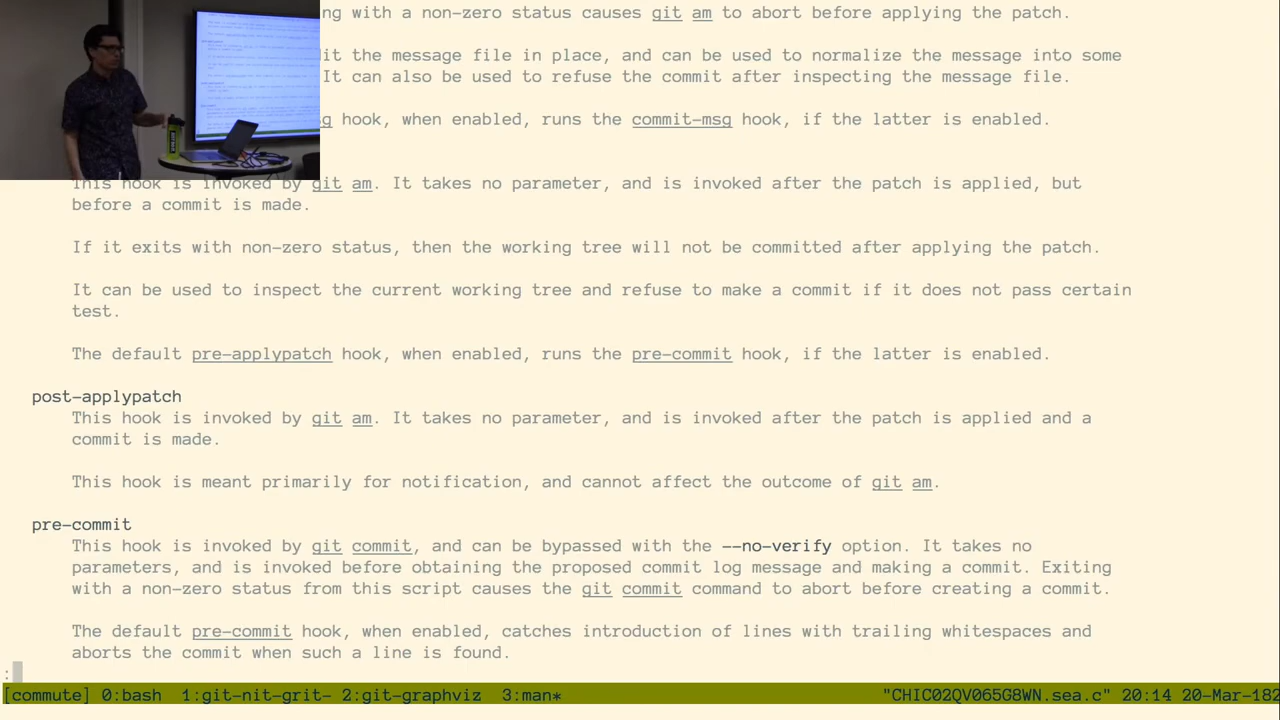 ng with a non-zero status causes git am to abort before applying the patch.
it the message file in place, and can be used to normalize the message into some
It can also be used to refuse the commit after inspecting the message file.
g hook, when enabled, runs the commit-msg hook, if the latter is enabled.
This hook is invoked by git am. It takes no parameter, and is invoked after the patch is applied, but
before a commit is made.
If it exits with non-zero status, then the working tree will not be committed after applying the patch.
It can be used to inspect the current working tree and refuse to make a commit if it does not pass certain
test.
The default pre-applypatch hook, when enabled, runs the pre-commit hook, if the latter is enabled.
post-applypatch
This hook is invoked by git am. It takes no parameter, and is invoked after the patch is applied and a
commit is made.
This hook is meant primarily for notification, and cannot affect the outcome of git am.
pre-commit
This hook is invoked by git commit, and can be bypassed with the --no-verify option. It takes no
parameters, and is invoked before obtaining the proposed commit log message and making a commit. Exiting
with a non-zero status from this script causes the git commit command to abort before creating a commit.
The default pre-commit hook, when enabled, catches introduction of lines with trailing whitespaces and
aborts the commit when such a line is found.
:
[commute] 0:bash  1:git-nit-grit- 2:git-graphviz  3:man* "CHIC02QV065G8WN.sea.c" 20:14 20-Mar-182